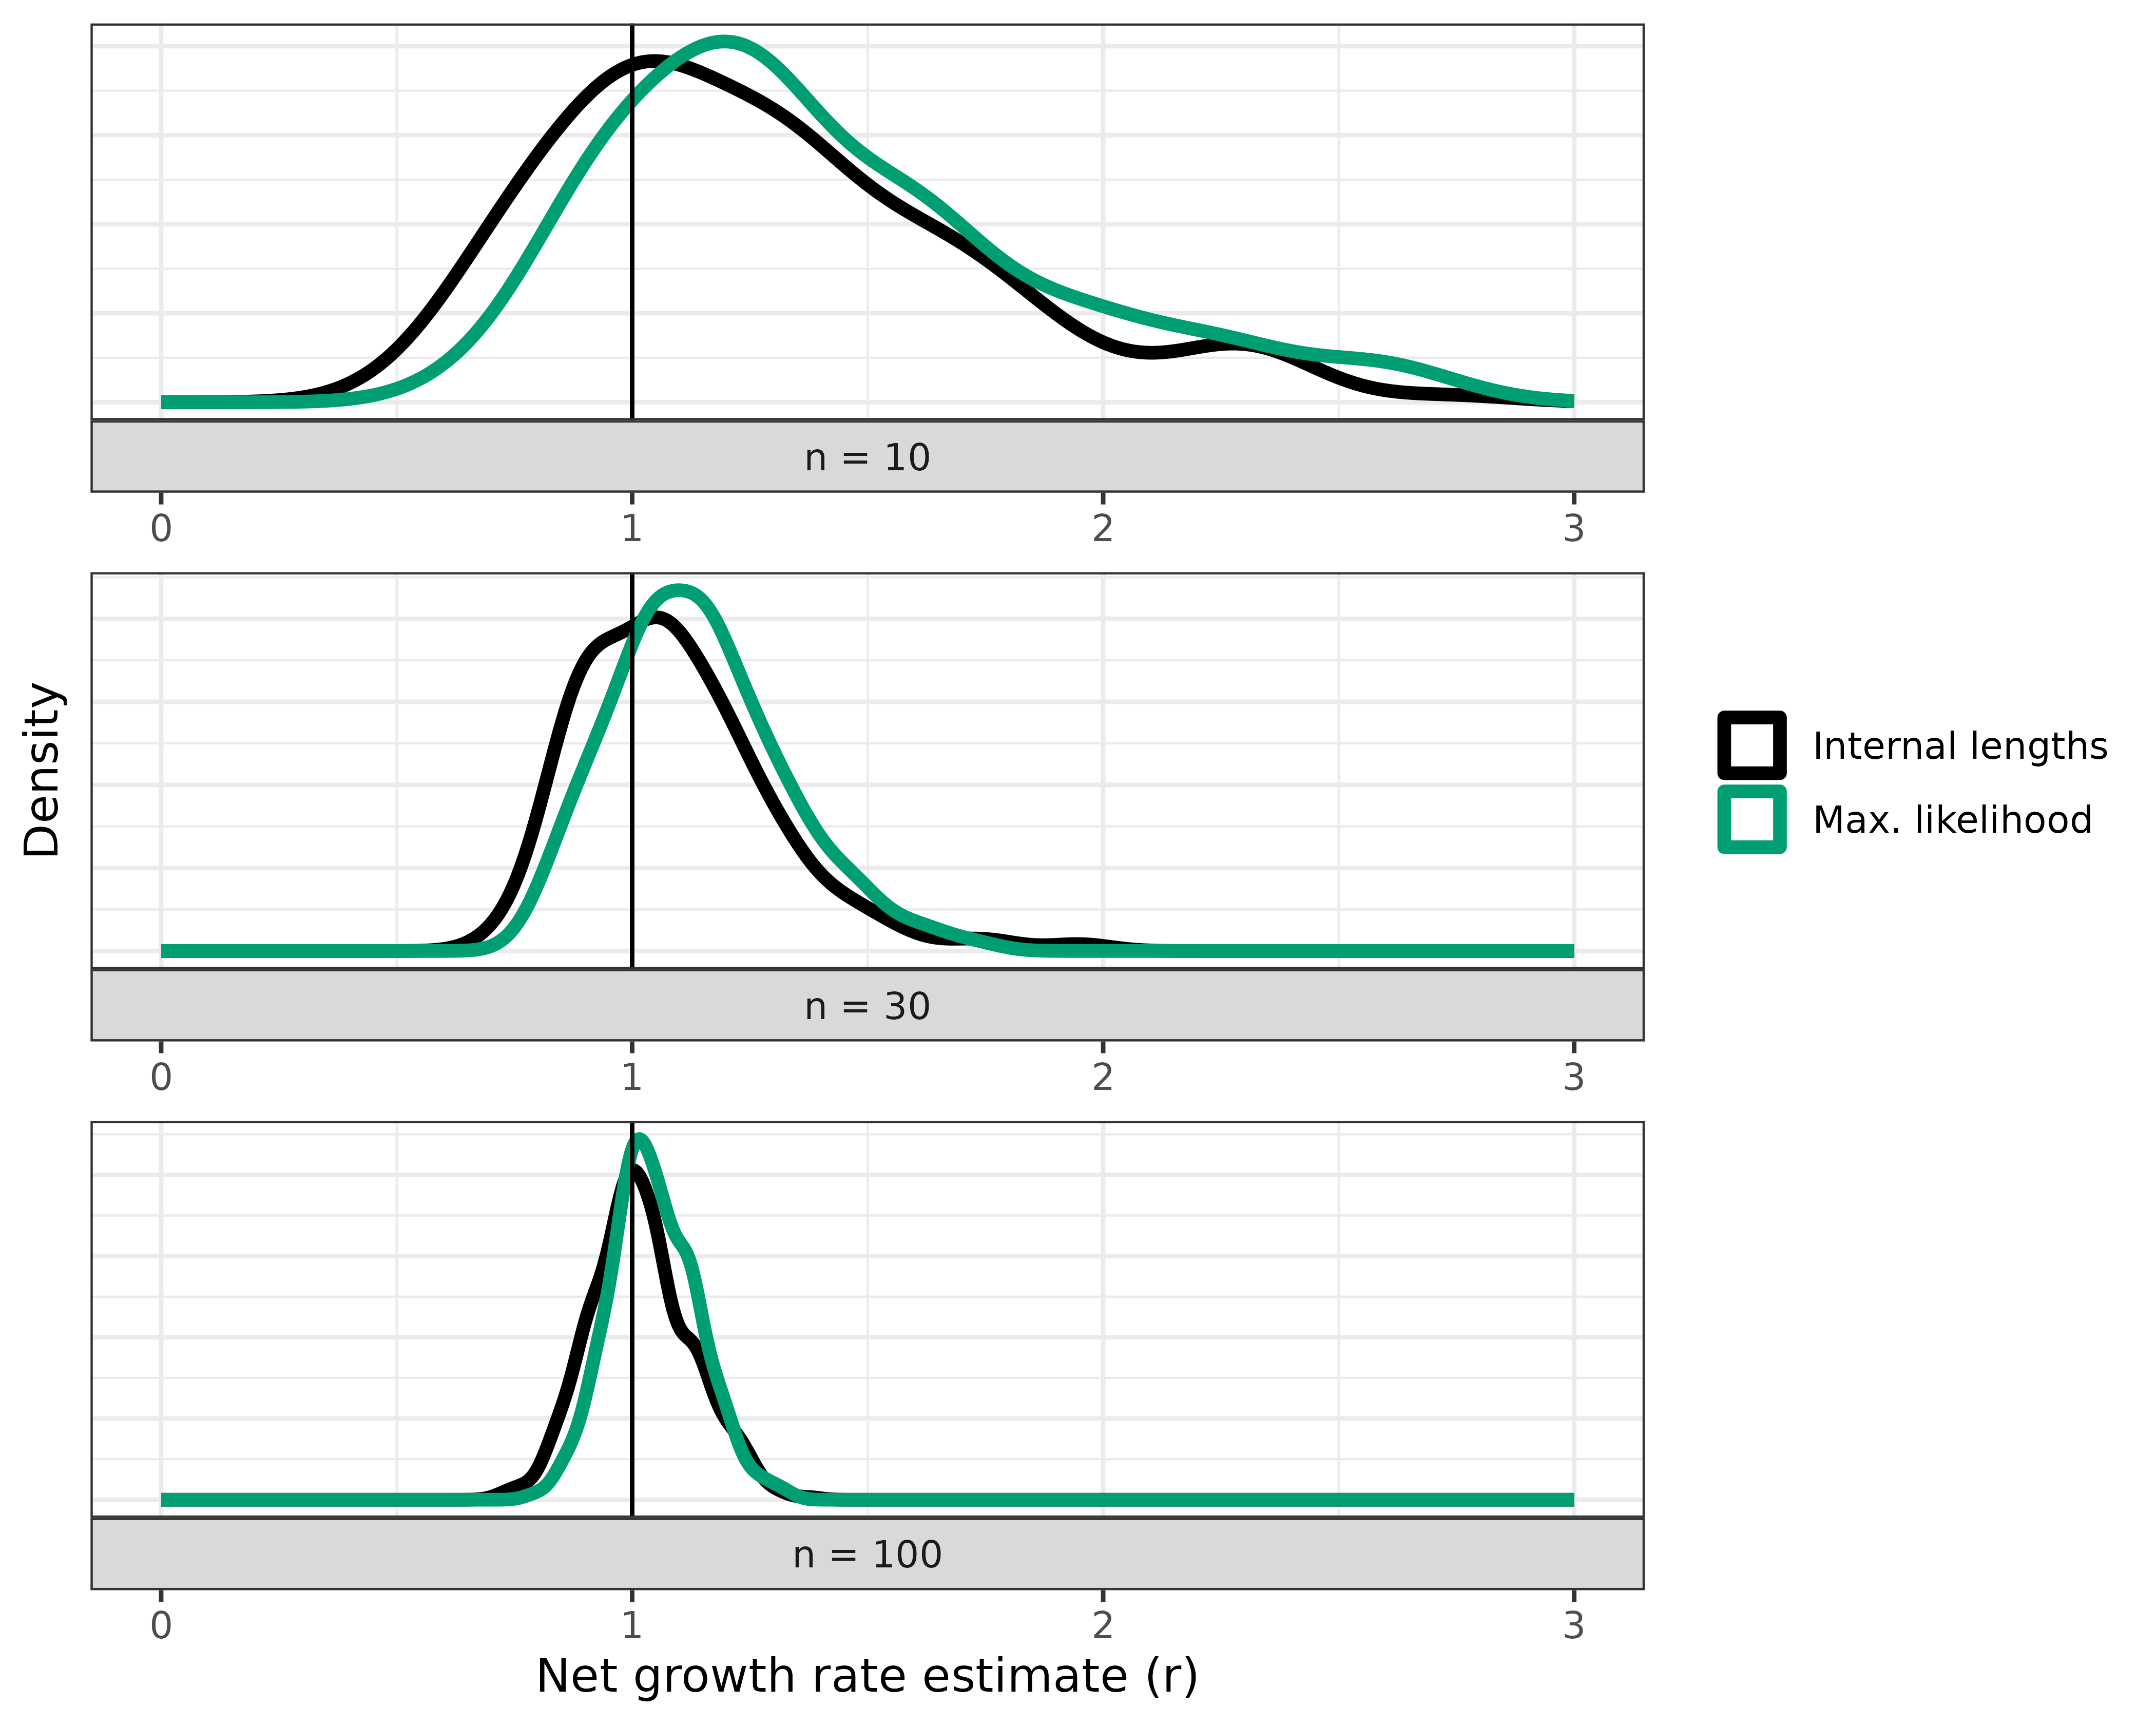 n = 10
0 1 2 3
n = 30
0 1 2 3
n = 100
0 1 2 3
Net growth rate estimate (r)
Density
Internal lengths
Max. likelihood